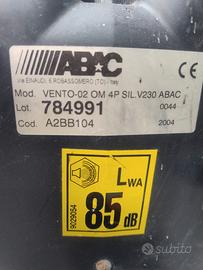 ABAC
via EINAUDI, 6 ROBASSOMERO (TO) - Italy
CE
Mod. VENTO-02 OM 4P SIL.V230 ABAC
Lot. 784991 0044
Cod. A2BB104 2004
9029054
LWA
85 dB
subito